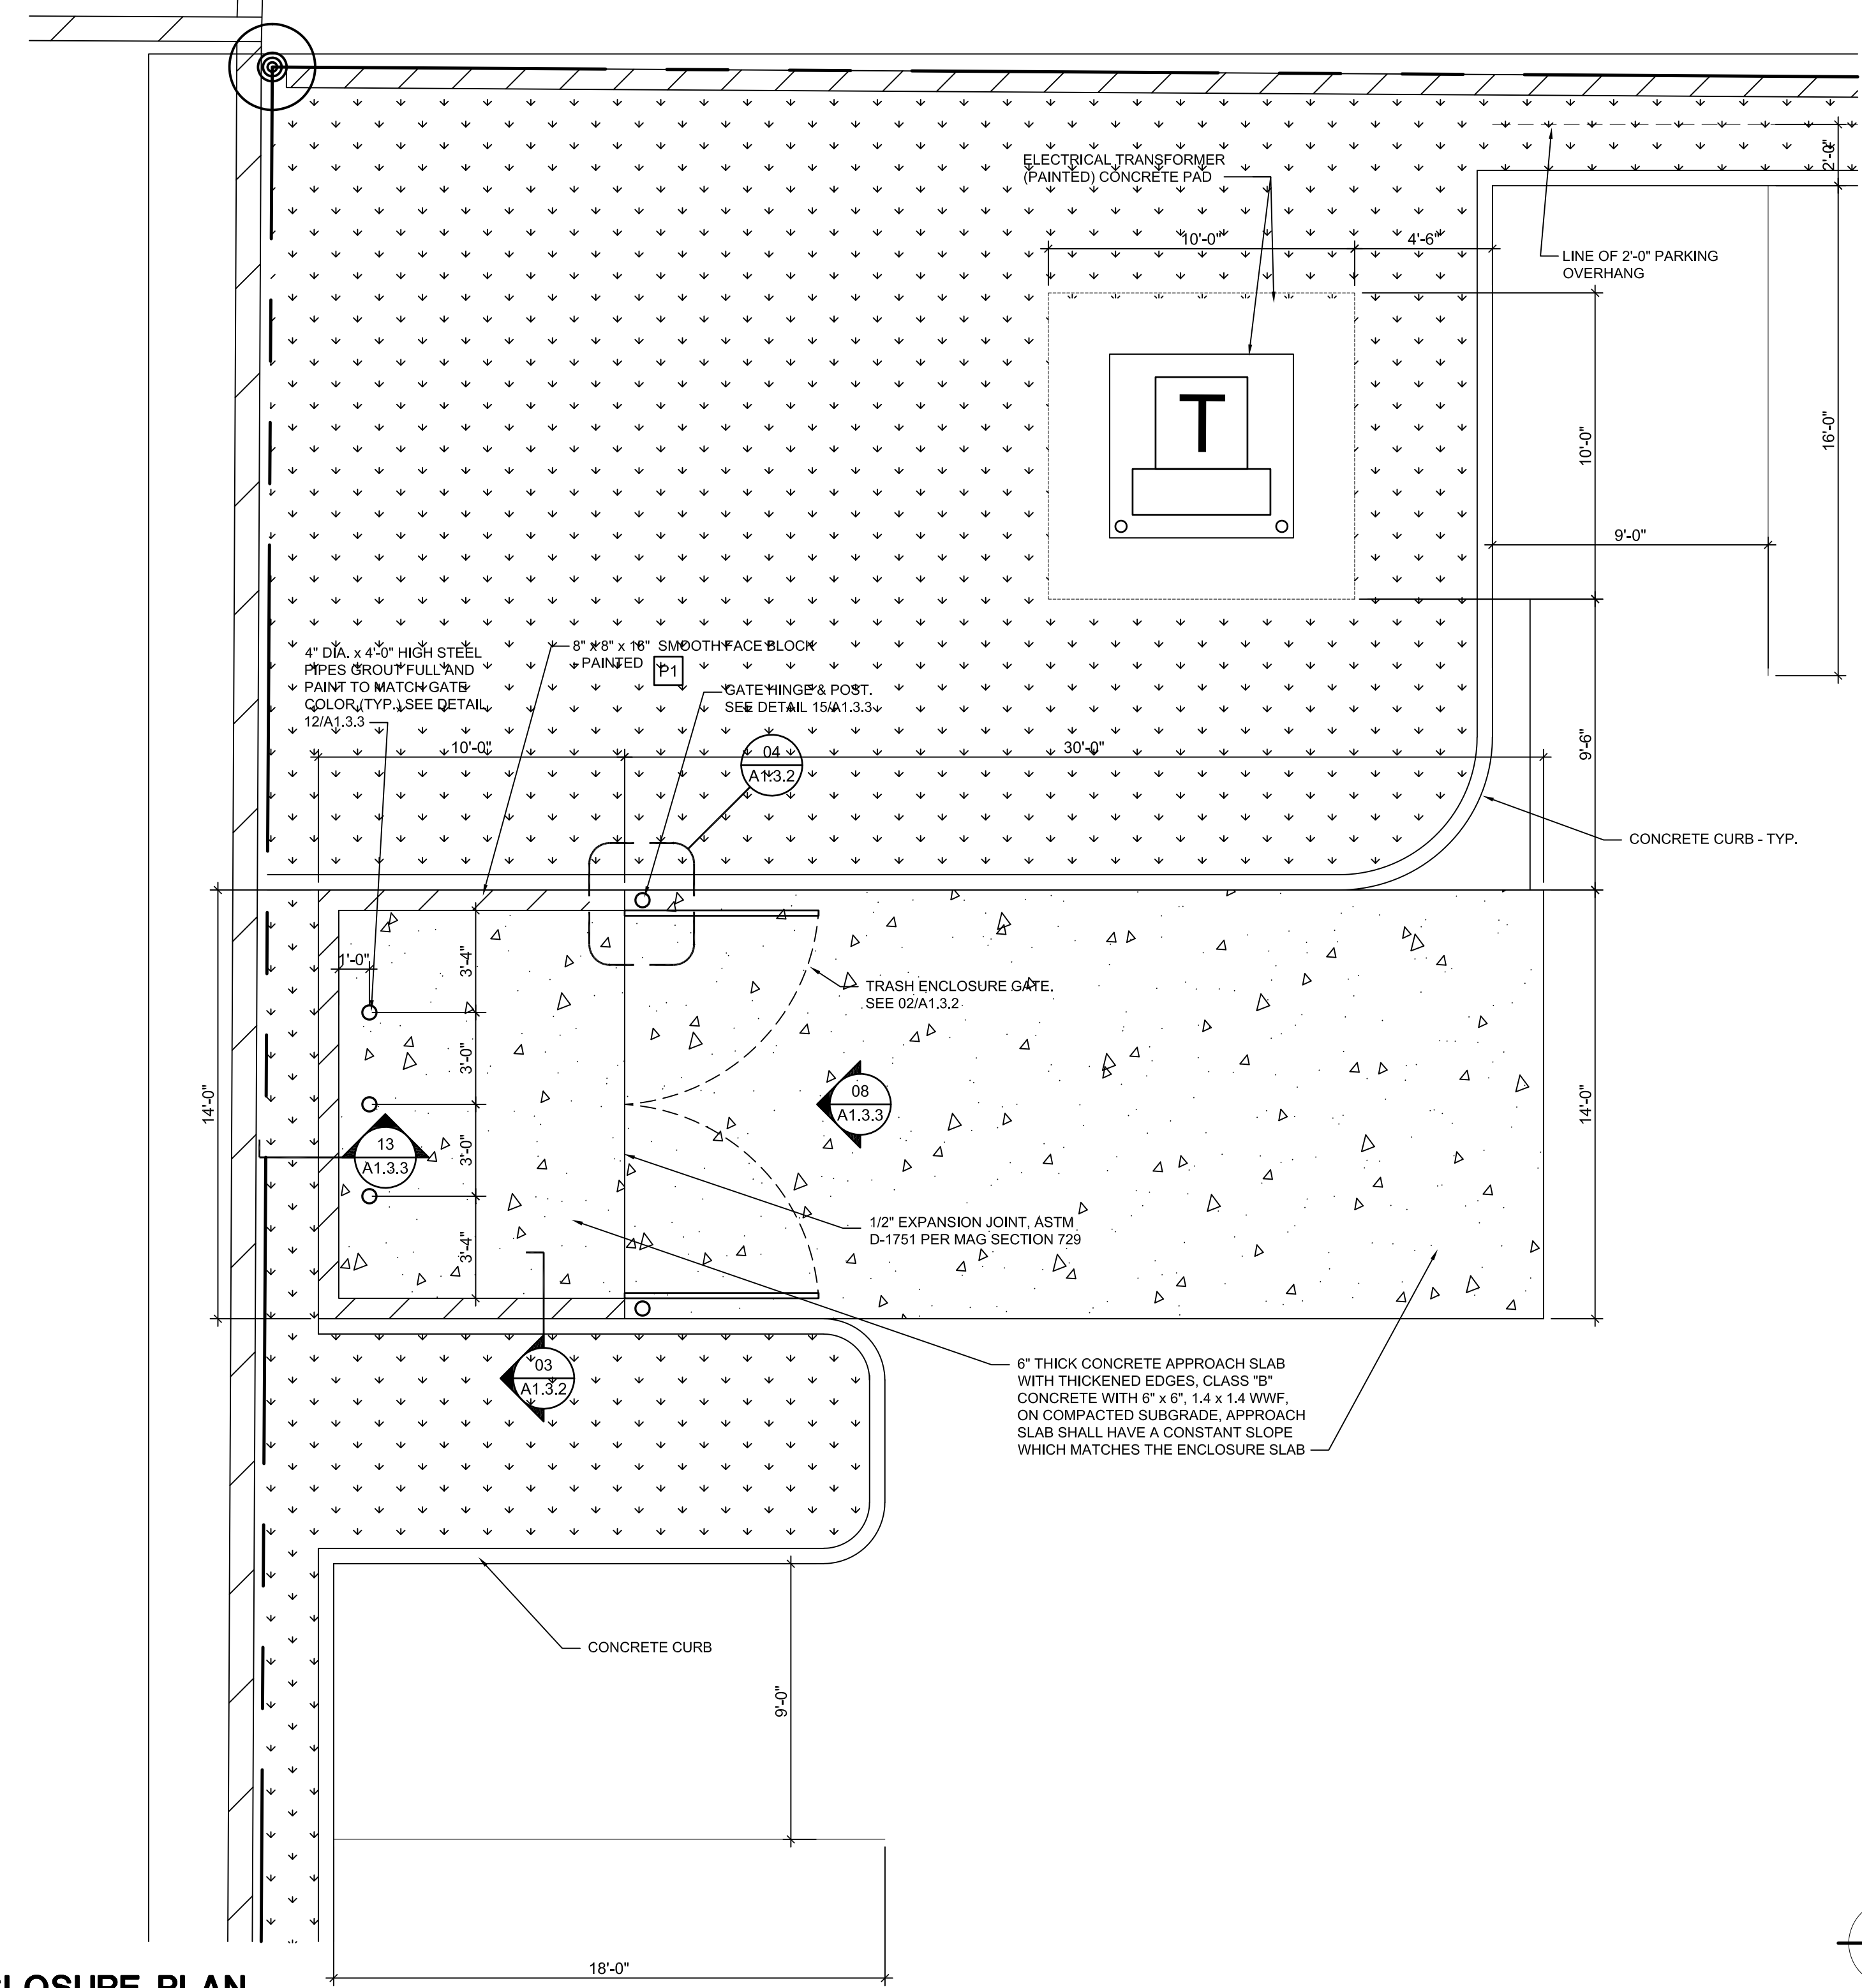 ELECTRICAL TRANSFORMER
(PAINTED) CONCRETE PAD
2'-0"
10'-0"
4'-6"
LINE OF 2'-0" PARKING
OVERHANG
T
10'-0"
16'-0"
9'-0"
4" DIA. x 4'-0" HIGH STEEL
PIPES GROUT FULL AND
PAINT TO MATCH GATE
COLOR (TYP.) SEE DETAIL
12/A1.3.3
8" x 8" x 16" SMOOTH FACE BLOCK
- PAINTED
P1
GATE HINGE & POST.
SEE DETAIL 15/A1.3.3
10'-0"
04
A1.3.2
30'-0"
9'-6"
CONCRETE CURB - TYP.
1'-0"
3'-4"
TRASH ENCLOSURE GATE.
SEE 02/A1.3.2
3'-0"
14'-0"
08
A1.3.3
14'-0"
13
A1.3.3
3'-0"
1/2" EXPANSION JOINT, ASTM
D-1751 PER MAG SECTION 729
3'-4"
03
A1.3.2
6" THICK CONCRETE APPROACH SLAB
WITH THICKENED EDGES, CLASS "B"
CONCRETE WITH 6" x 6", 1.4 x 1.4 WWF,
ON COMPACTED SUBGRADE, APPROACH
SLAB SHALL HAVE A CONSTANT SLOPE
WHICH MATCHES THE ENCLOSURE SLAB
CONCRETE CURB
9'-0"
18'-0"
PLAN